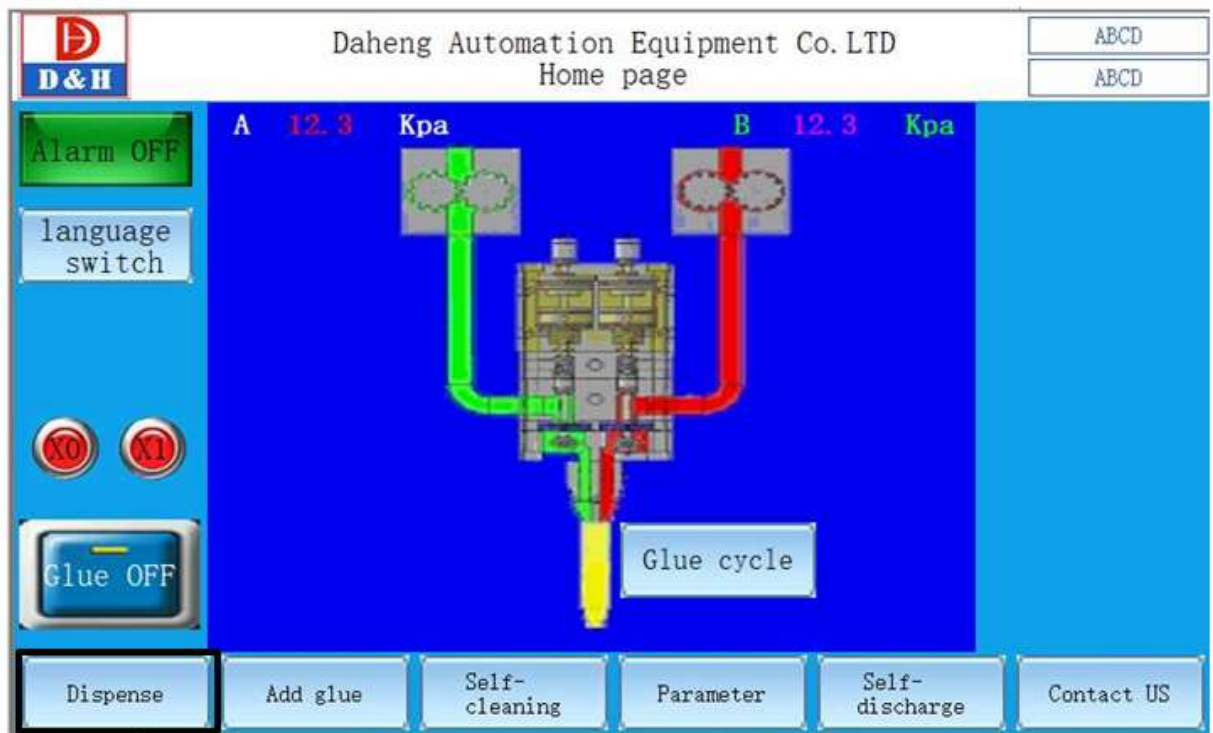 D&H
Daheng Automation Equipment Co.LTD
Home page
ABCD
ABCD
Alarm OFF
A 12.3 Kpa
B 12.3 Kpa
language
switch
X0
X1
Glue OFF
Glue cycle
Dispense
Add glue
Self-
cleaning
Parameter
Self-
discharge
Contact US